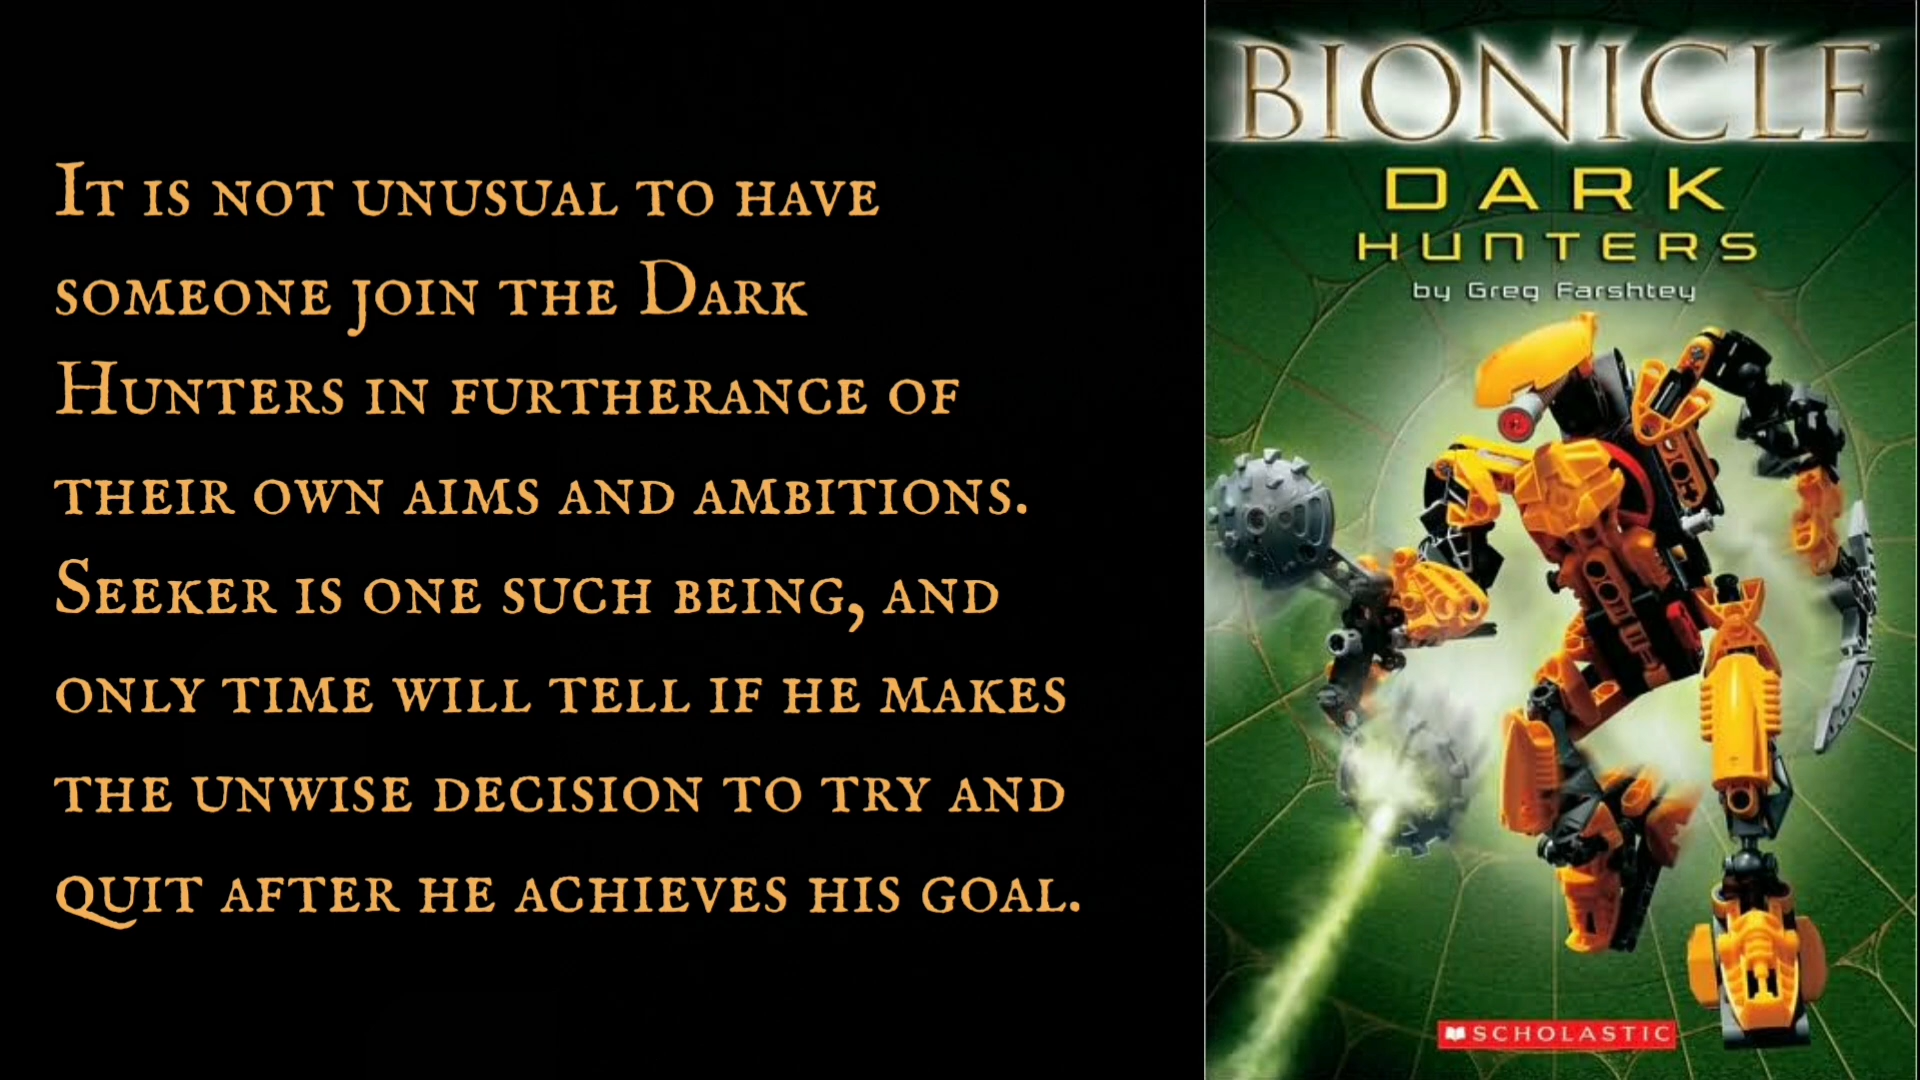 It is not unusual to have
someone join the Dark
Hunters in furtherance of
their own aims and ambitions.
Seeker is one such being, and
only time will tell if he makes
the unwise decision to try and
quit after he achieves his goal.
BIONICLE
DARK
HUNTERS
by Greg Farshtey
SCHOLASTIC